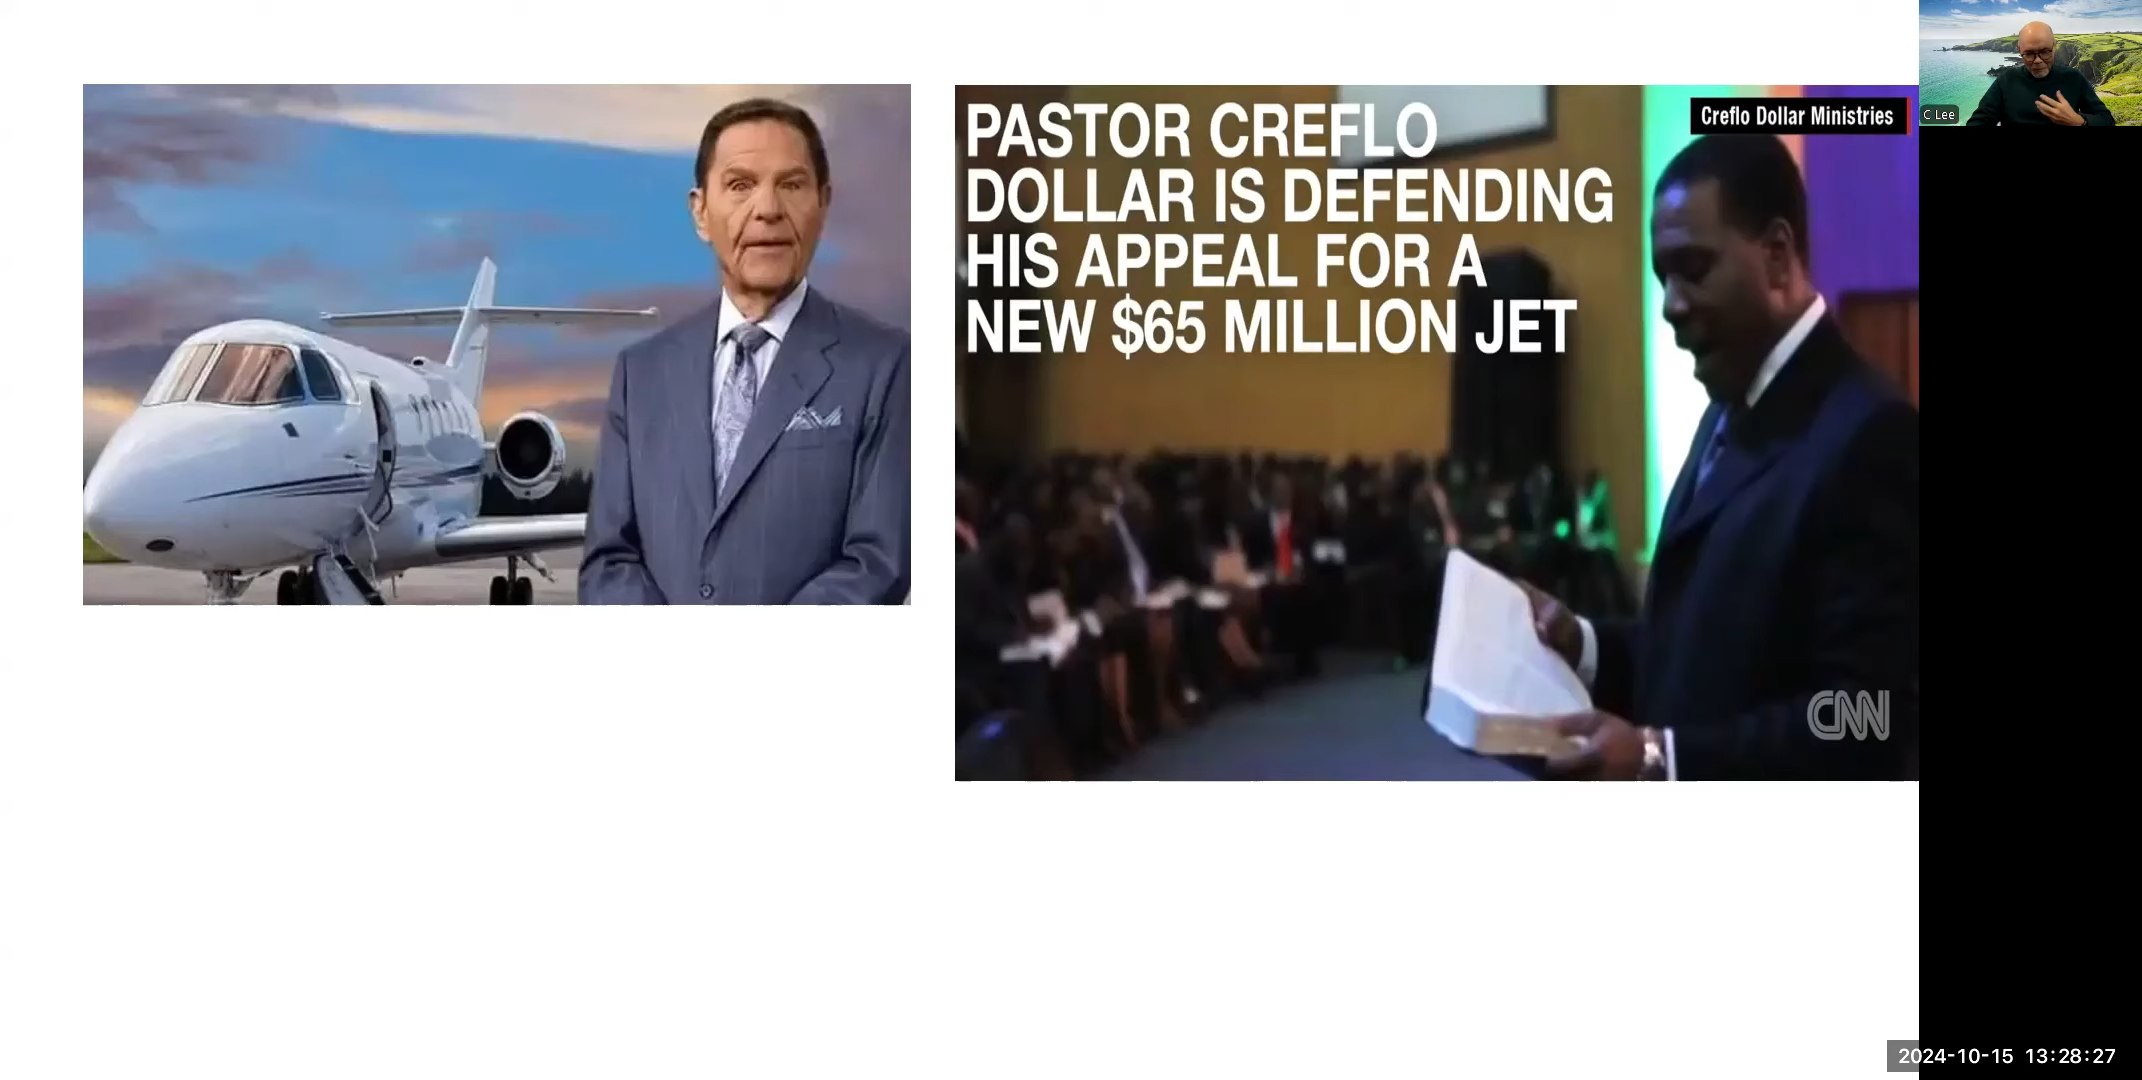 PASTOR CREFLO
DOLLAR IS DEFENDING
HIS APPEAL FOR A
NEW $65 MILLION JET
Creflo Dollar Ministries
CNN
C Lee
2024-10-15 13:28:27